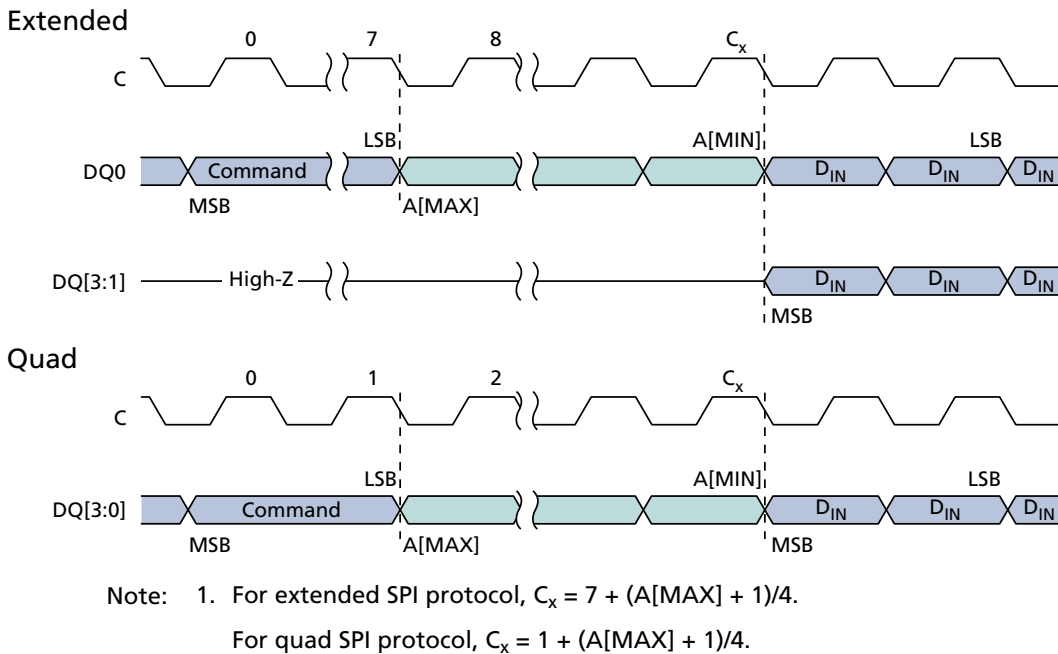 Extended
0 7 8 Cx
C
LSB A[MIN] LSB
DQ0 Command DIN DIN DIN
MSB A[MAX]
DQ[3:1] High-Z DIN DIN DIN
MSB
Quad
0 1 2 Cx
C
LSB A[MIN] LSB
DQ[3:0] Command DIN DIN DIN
MSB A[MAX] MSB
Note: 1. For extended SPI protocol, Cx = 7 + (A[MAX] + 1)/4.
For quad SPI protocol, Cx = 1 + (A[MAX] + 1)/4.